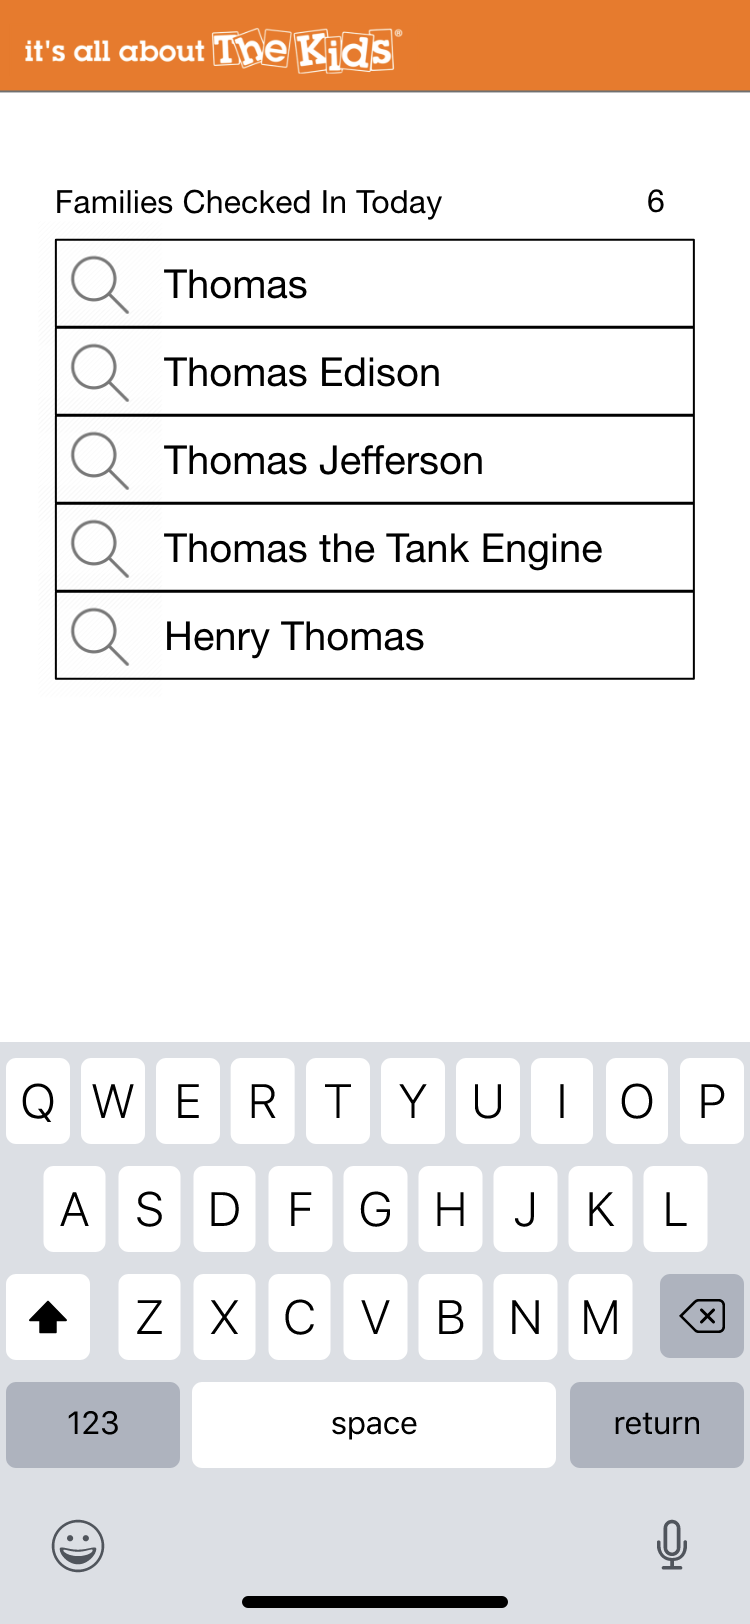 it's all about The Kids®
Families Checked In Today 6
Thomas
Thomas Edison
Thomas Jefferson
Thomas the Tank Engine
Henry Thomas
Q W E R T Y U I O P
A S D F G H J K L
Z X C V B N M
123 space return